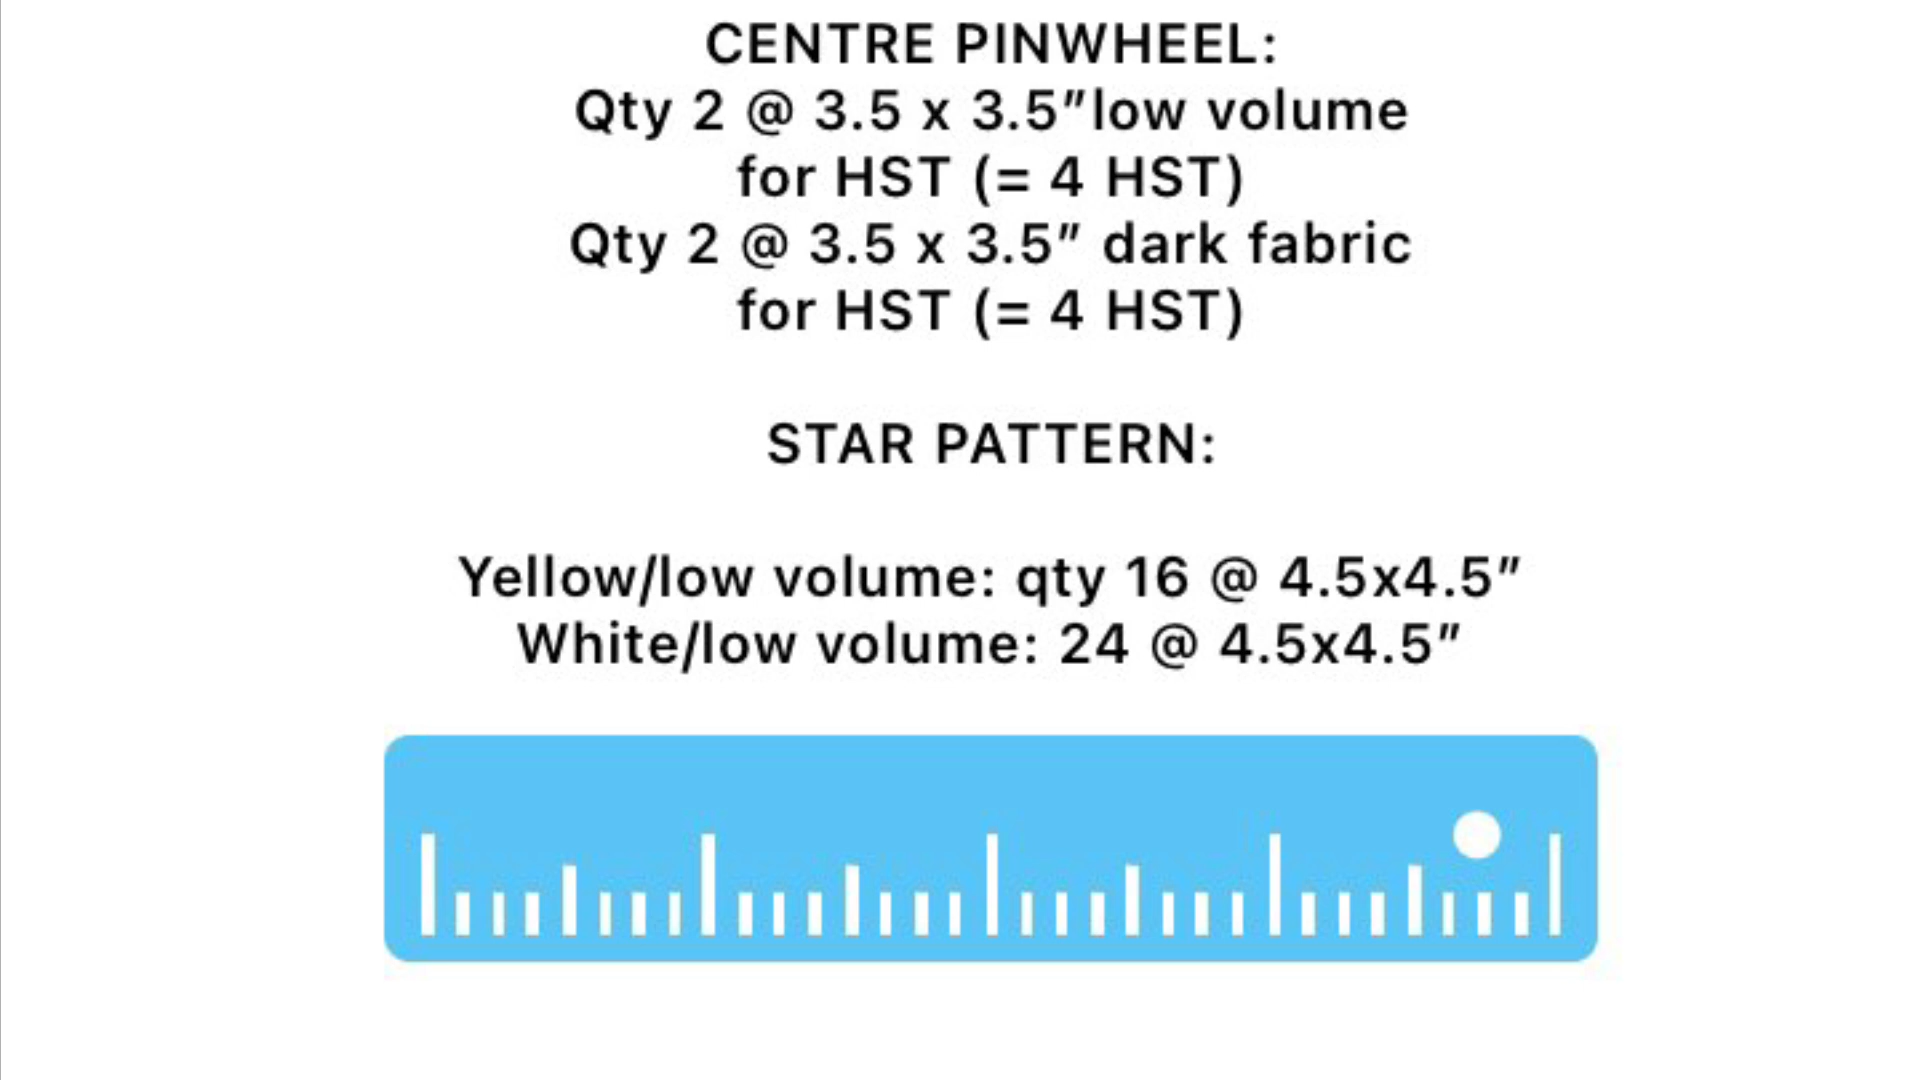 CENTRE PINWHEEL:
Qty 2 @ 3.5 x 3.5"low volume
for HST (= 4 HST)
Qty 2 @ 3.5 x 3.5" dark fabric
for HST (= 4 HST)
STAR PATTERN:
Yellow/low volume: qty 16 @ 4.5x4.5"
White/low volume: 24 @ 4.5x4.5"